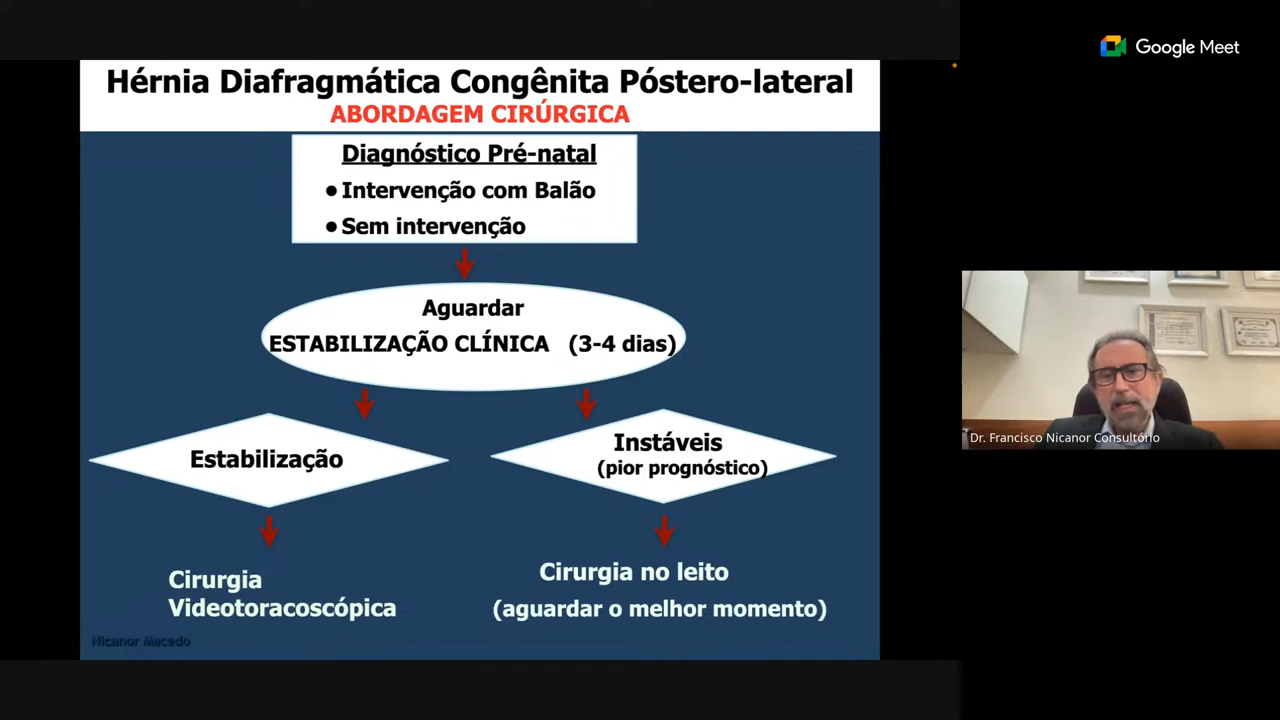 Google Meet
Hérnia Diafragmática Congênita Póstero-lateral
ABORDAGEM CIRÚRGICA
Diagnóstico Pré-natal
• Intervenção com Balão
• Sem intervenção
Aguardar
ESTABILIZAÇÃO CLÍNICA (3-4 dias)
Estabilização
Instáveis
(pior prognóstico)
Cirurgia
Videotoracoscópica
Cirurgia no leito
(aguardar o melhor momento)
Nicanor Macedo
Dr. Francisco Nicanor Consultório